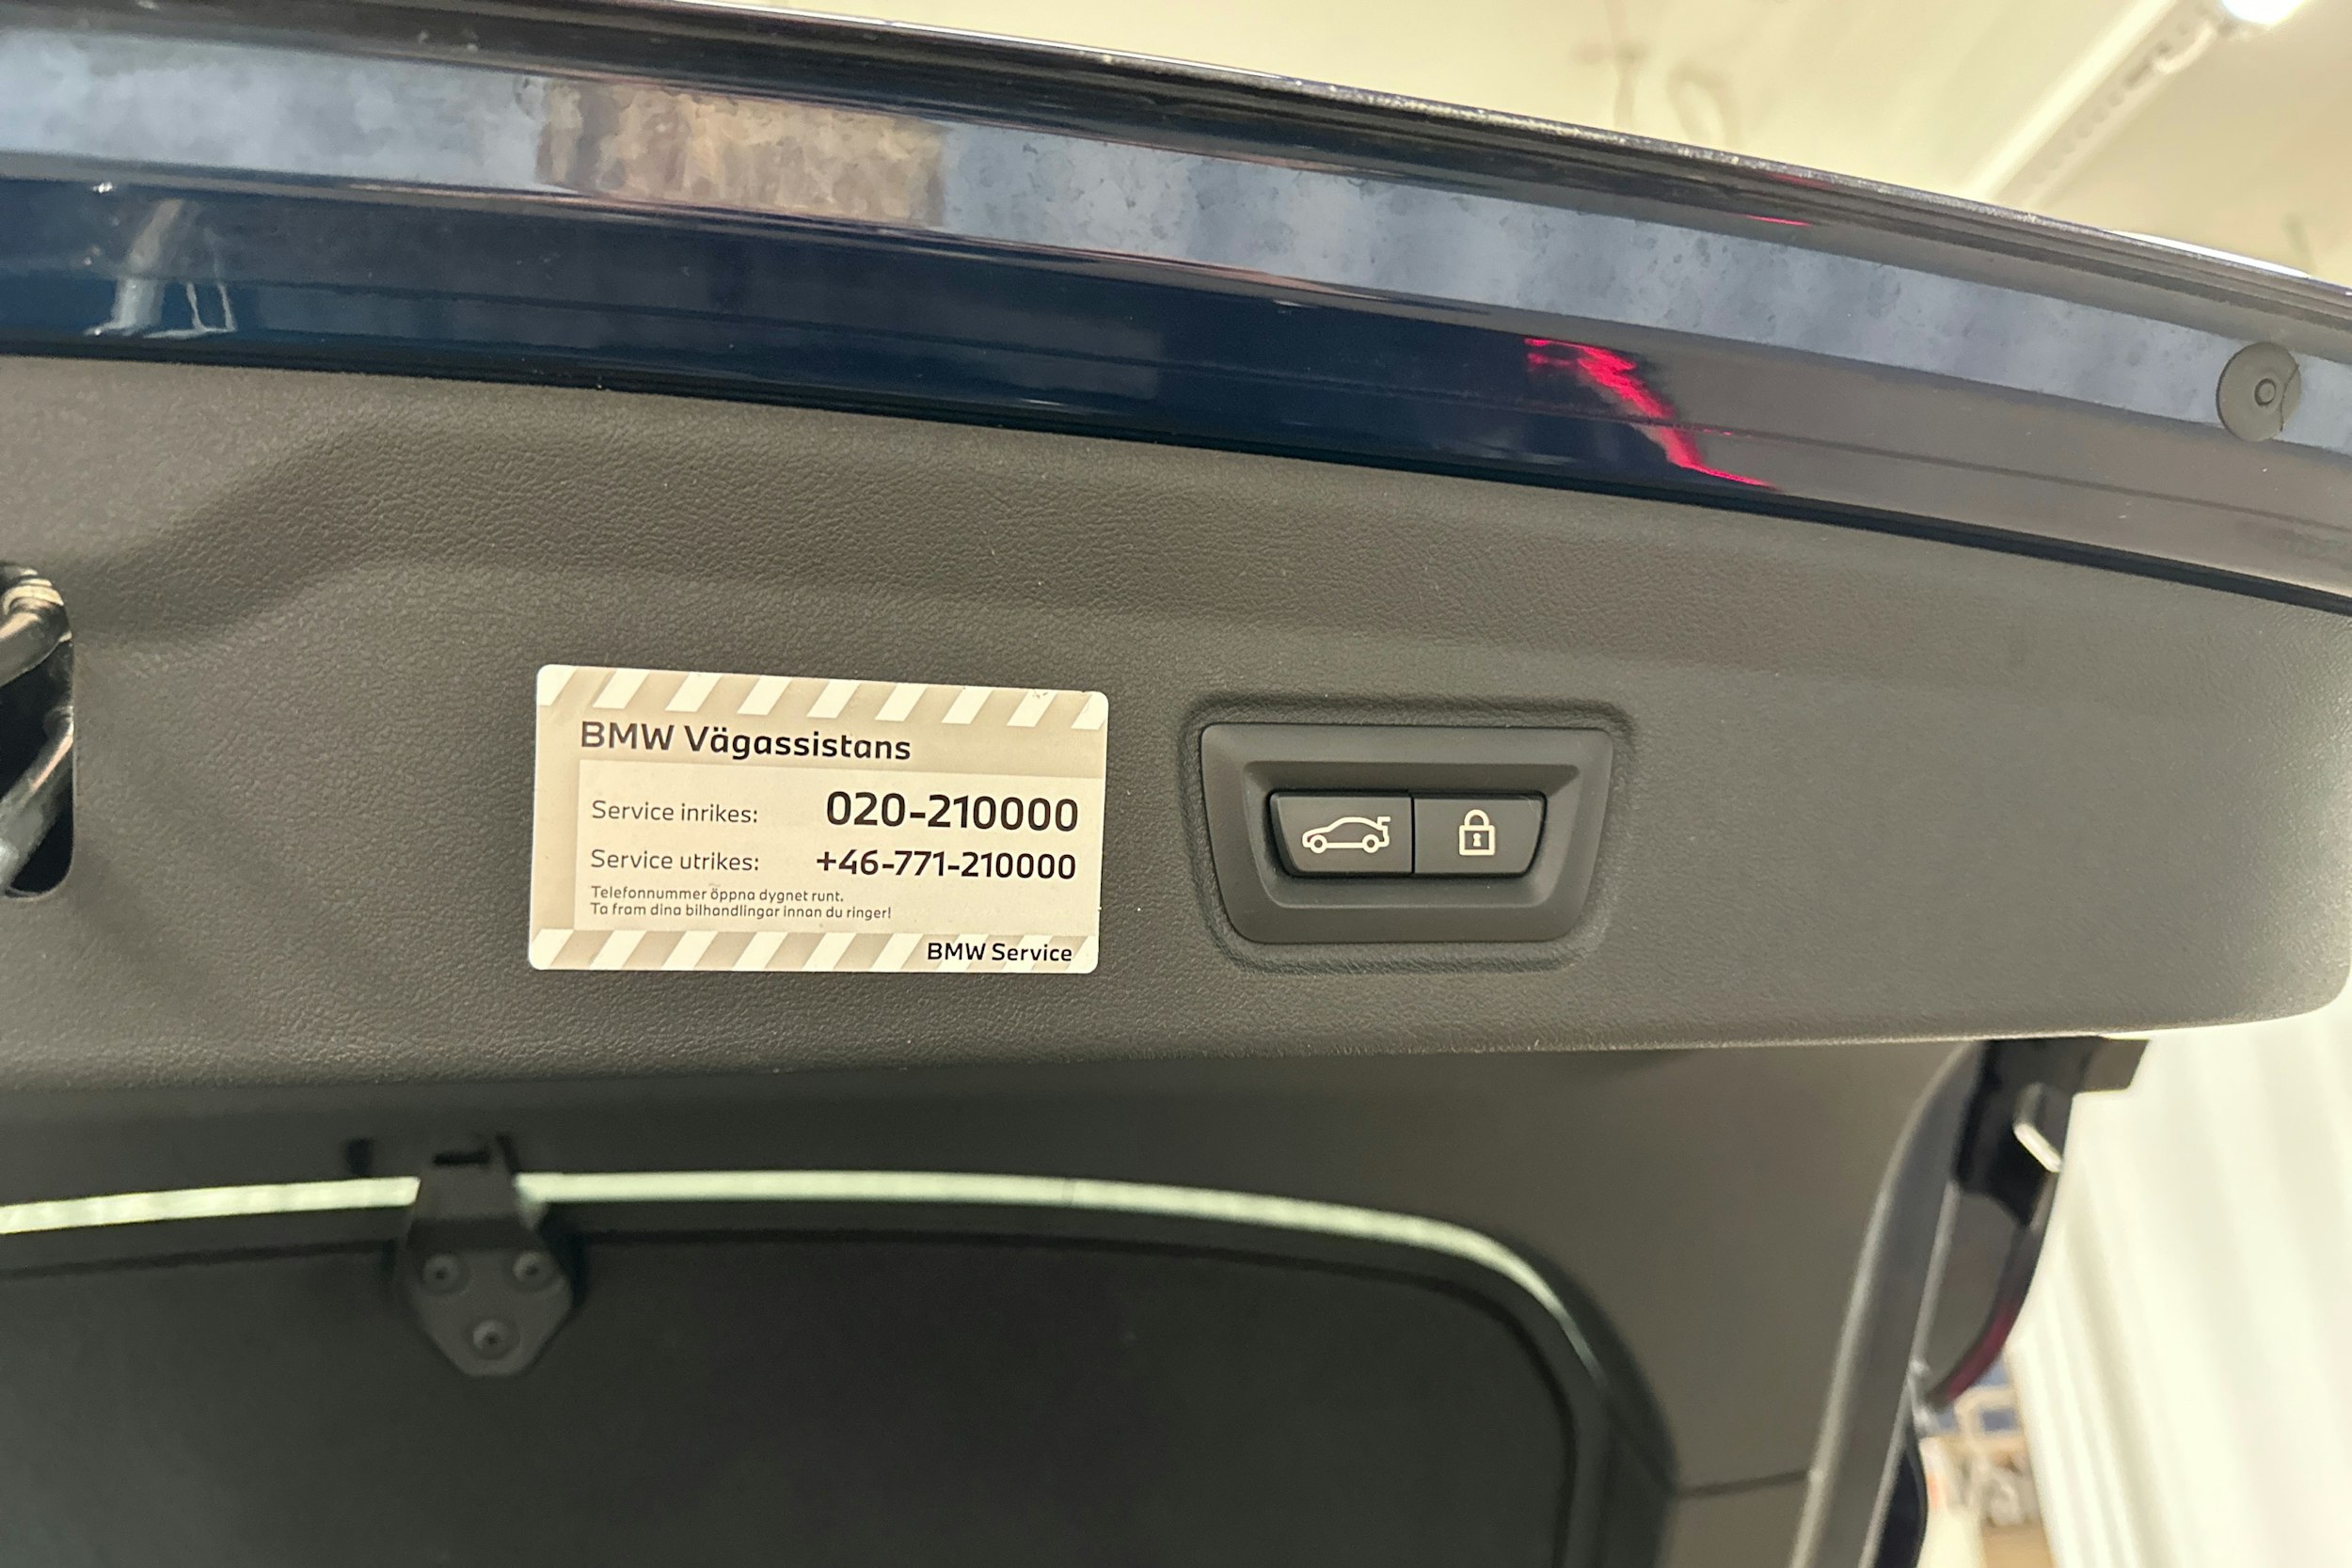 BMW Vägassistans
Service inrikes: 020-210000
Service utrikes: +46-771-210000
Telefonnummer öppna dygnet runt.
Ta fram dina bilhandlingar innan du ringer!
BMW Service